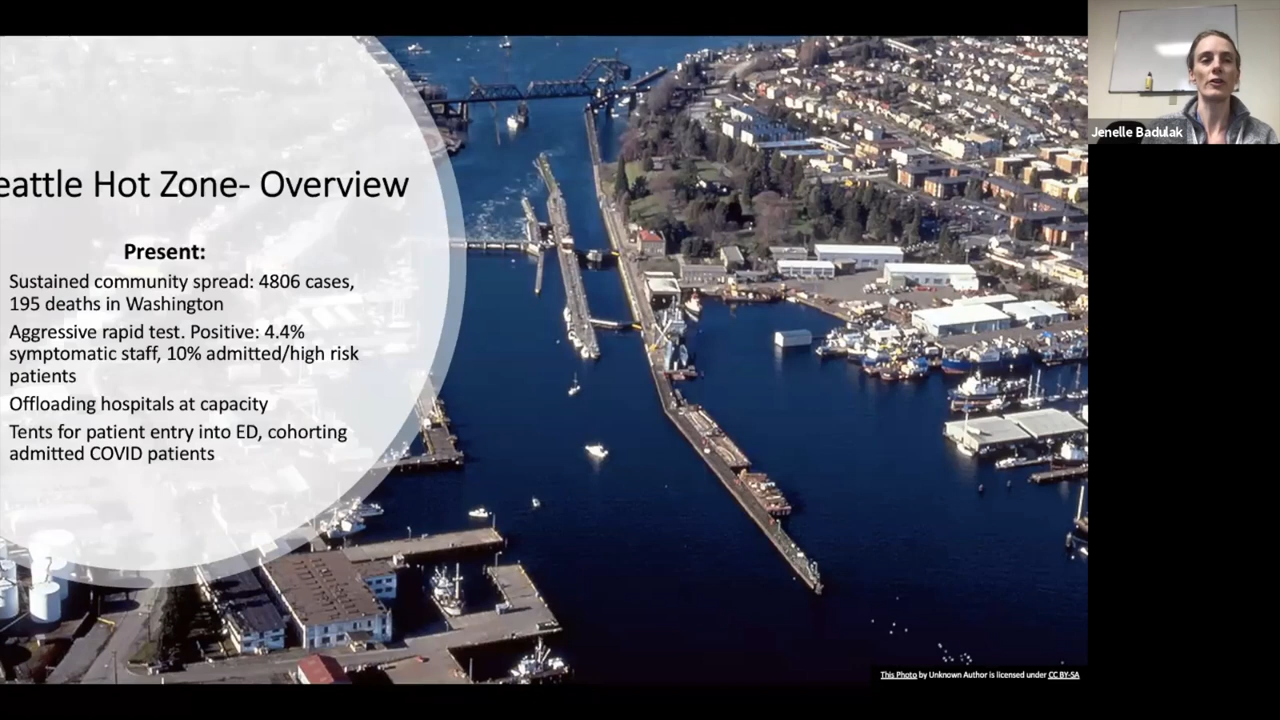 eattle Hot Zone- Overview
Present:
Sustained community spread: 4806 cases,
195 deaths in Washington
Aggressive rapid test. Positive: 4.4%
symptomatic staff, 10% admitted/high risk
patients
Offloading hospitals at capacity
Tents for patient entry into ED, cohorting
admitted COVID patients
This Photo by Unknown Author is licensed under CC BY-SA
Jenelle Badulak